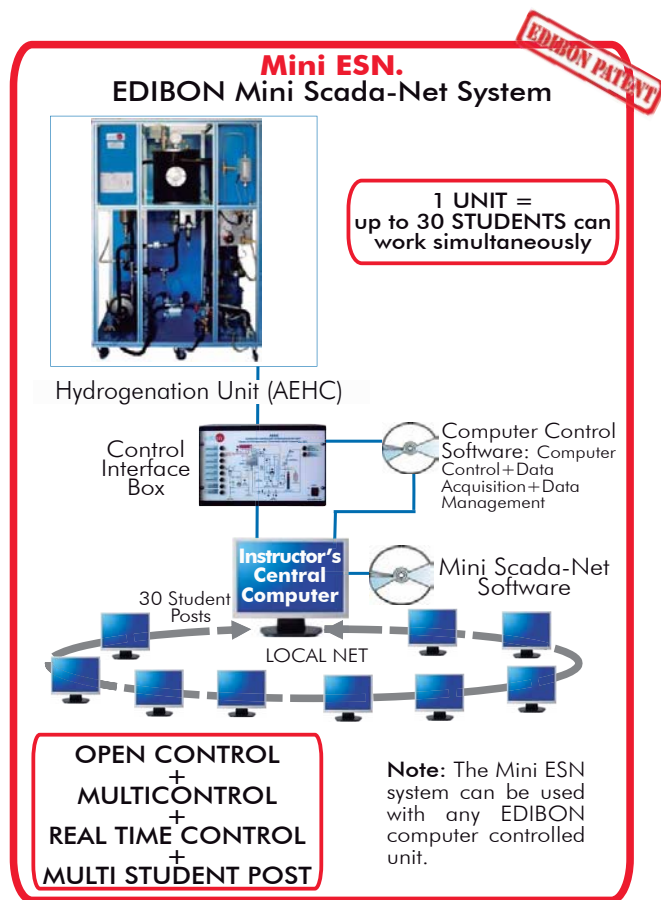 EDIBON PATENT
Mini ESN.
EDIBON Mini Scada-Net System
1 UNIT =
up to 30 STUDENTS can
work simultaneously
Hydrogenation Unit (AEHC)
Control
Interface
Box
Computer Control
Software: Computer
Control+Data
Acquisition+Data
Management
Instructor's
Central
Computer
Mini Scada-Net
Software
30 Student
Posts
LOCAL NET
OPEN CONTROL
+
MULTICONTROL
+
REAL TIME CONTROL
+
MULTI STUDENT POST
Note: The Mini ESN
system can be used
with any EDIBON
computer controlled
unit.